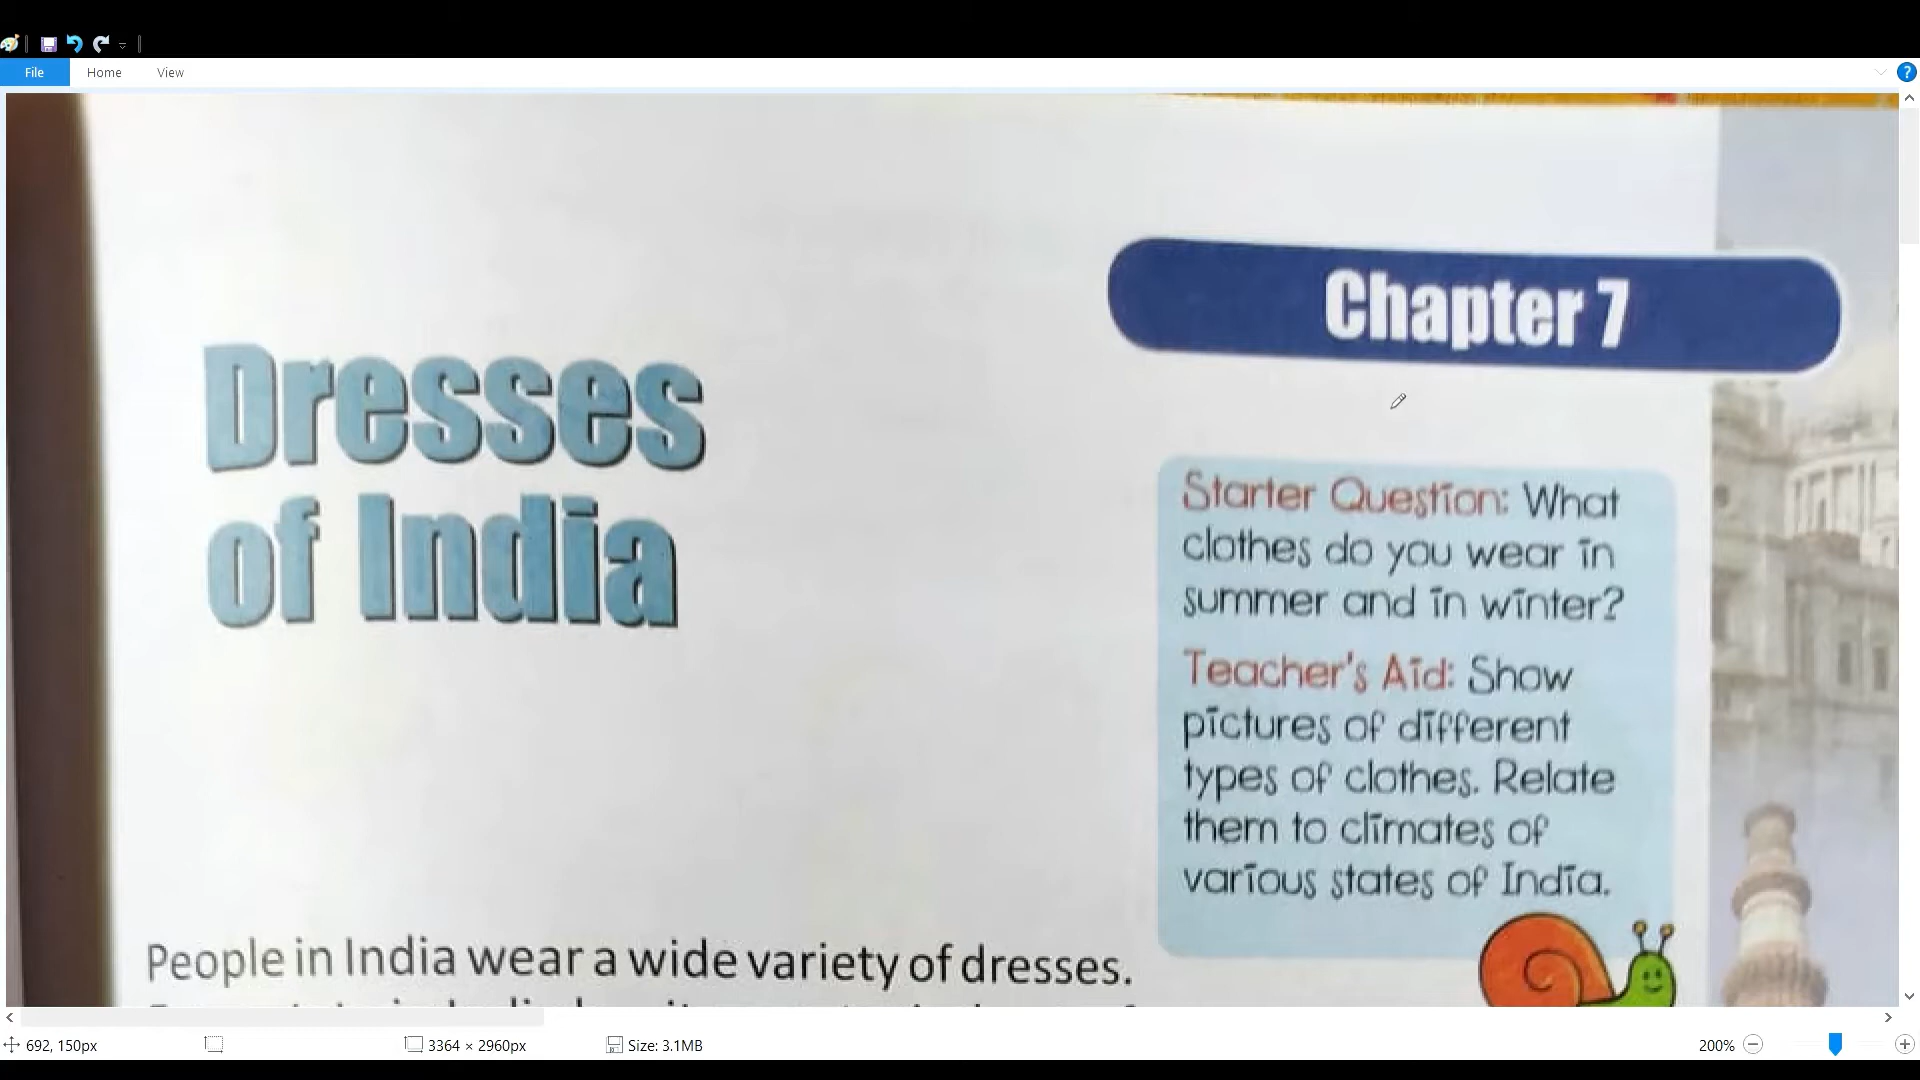 File
Home
View
Chapter 7
Dresses
of India
Starter Question: What
clothes do you wear in
summer and in winter?
Teacher's Aid: Show
pictures of different
types of clothes. Relate
them to climates of
various states of India.
People in India wear a wide variety of dresses.
692, 150px
3364 × 2960px
Size: 3.1MB
200%